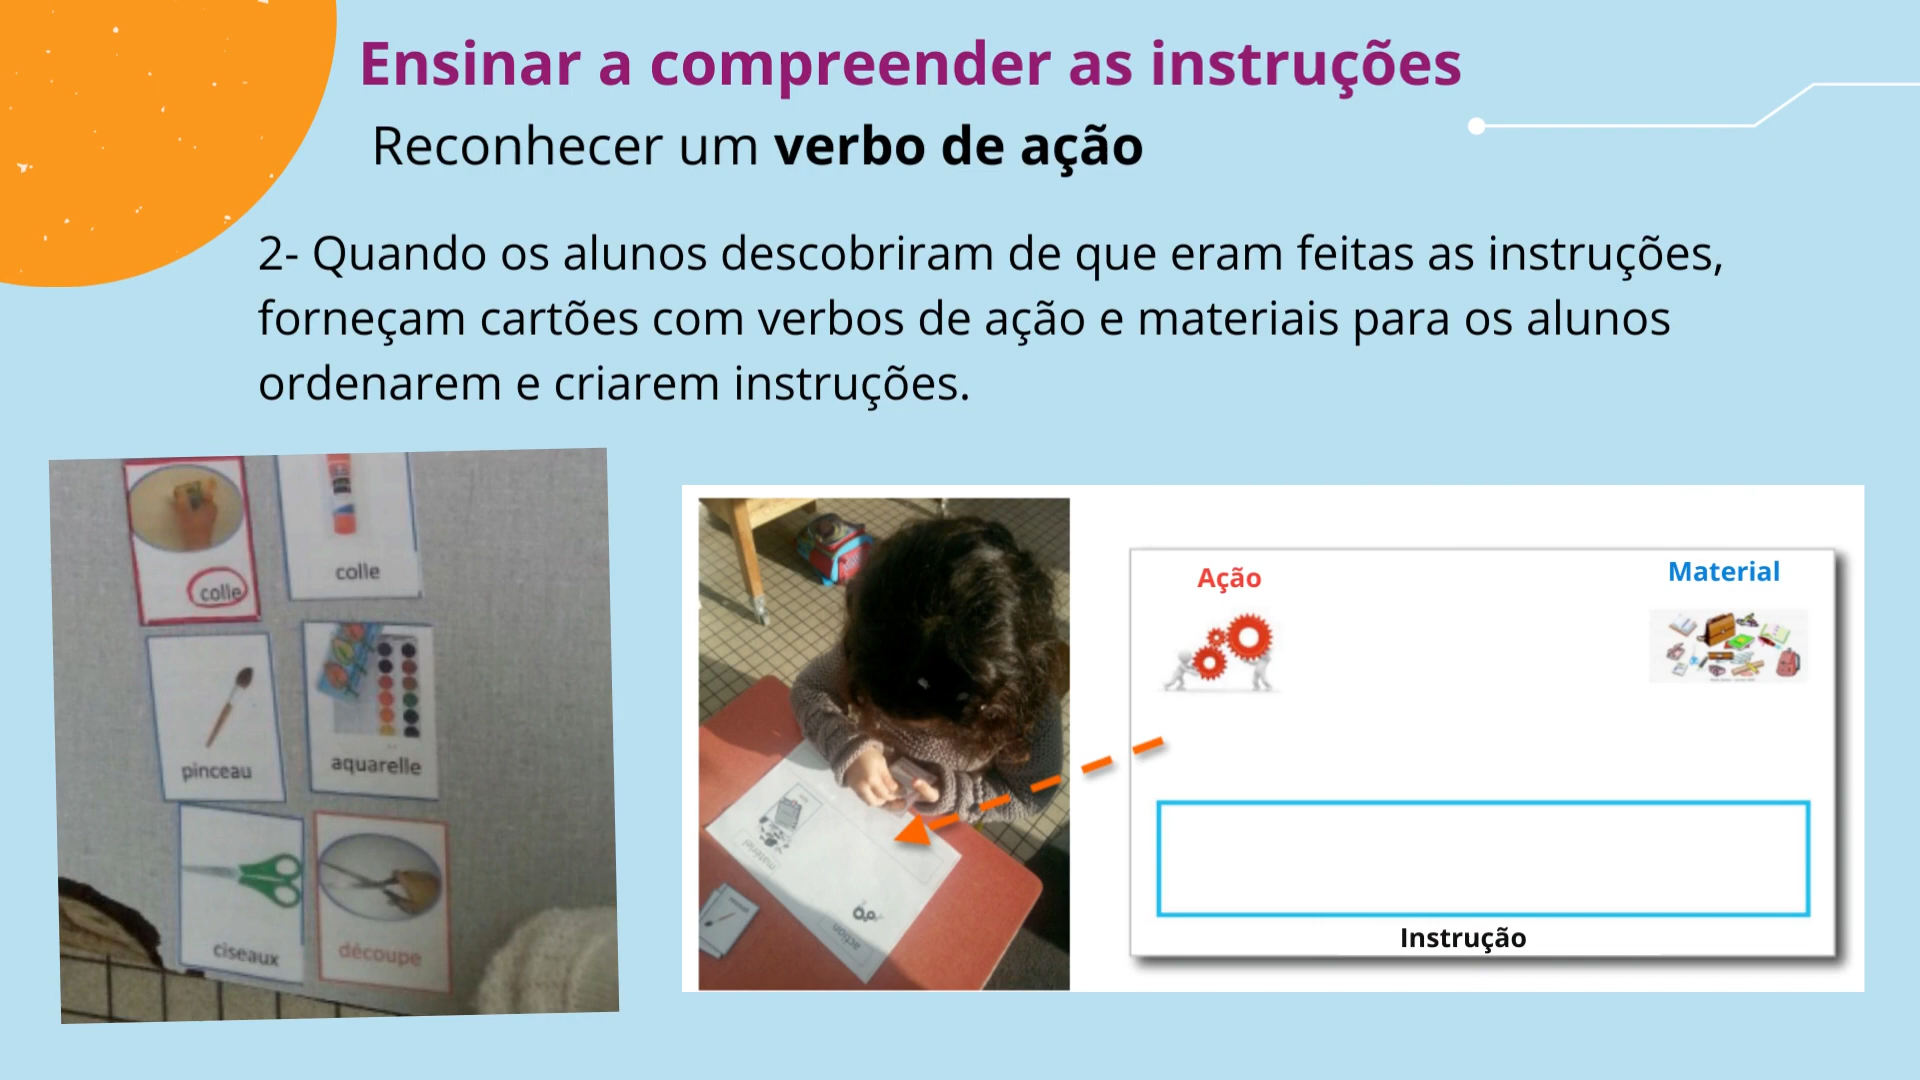 Ensinar a compreender as instruções
Reconhecer um verbo de ação
2- Quando os alunos descobriram de que eram feitas as instruções,
forneçam cartões com verbos de ação e materiais para os alunos
ordenarem e criarem instruções.
colle
colle
pinceau
aquarelle
ciseaux
découpe
matériel
action
Ação
Material
Instrução